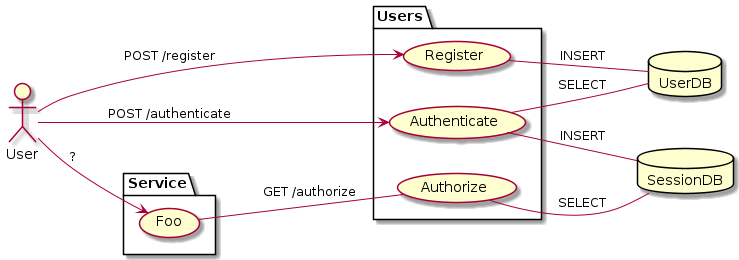 Users
POST /register
Register
INSERT
UserDB
SELECT
POST /authenticate
Authenticate
User
?
INSERT
Service
GET /authorize
Authorize
SessionDB
SELECT
Foo